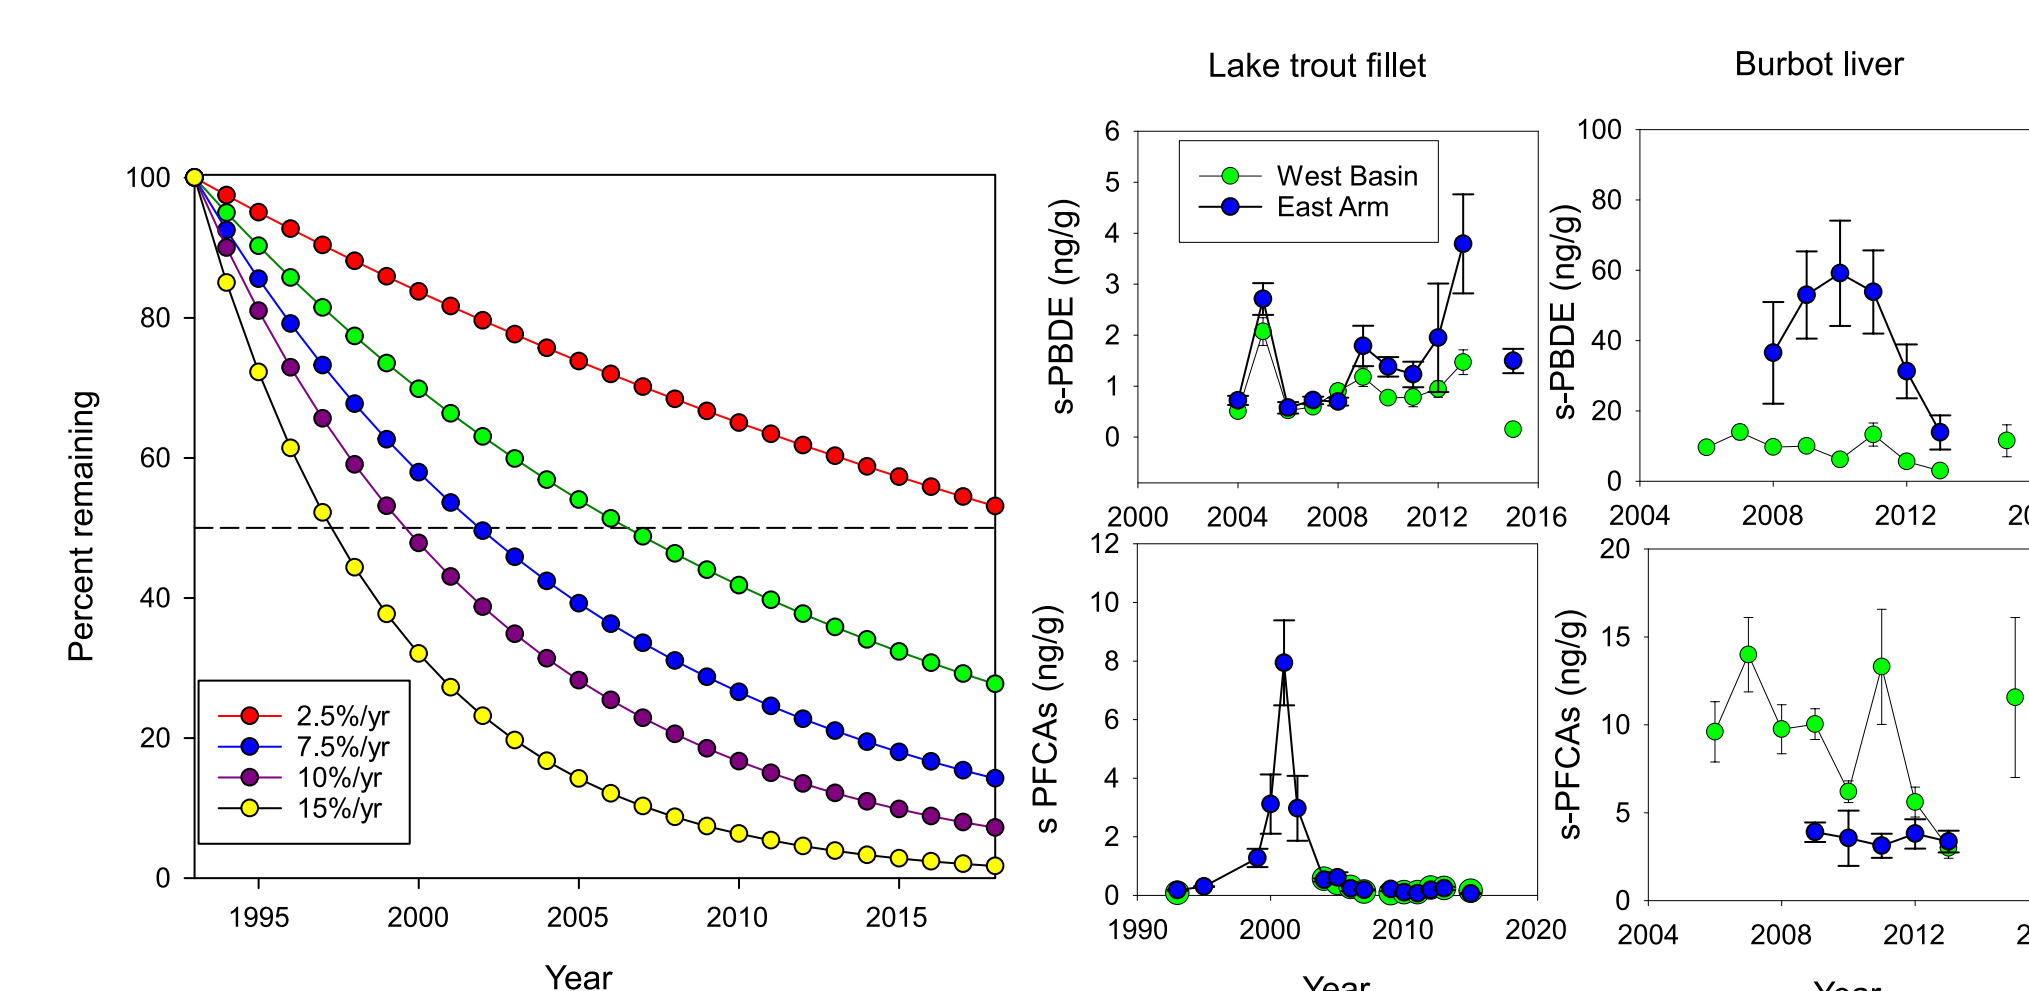 Lake trout fillet
Burbot liver
100
80
60
40
20
0
Percent remaining
2.5%/yr
7.5%/yr
10%/yr
15%/yr
1995 2000 2005 2010 2015
Year
6
5
4
3
2
1
0
s-PBDE (ng/g)
West Basin
East Arm
2000 2004 2008 2012 2016
100
80
60
40
20
0
s-PBDE (ng/g)
2004 2008 2012
12
10
8
6
4
2
0
s PFCAs (ng/g)
1990 2000 2010 2020
Year
20
15
10
5
0
s-PFCAs (ng/g)
2004 2008 2012
Year